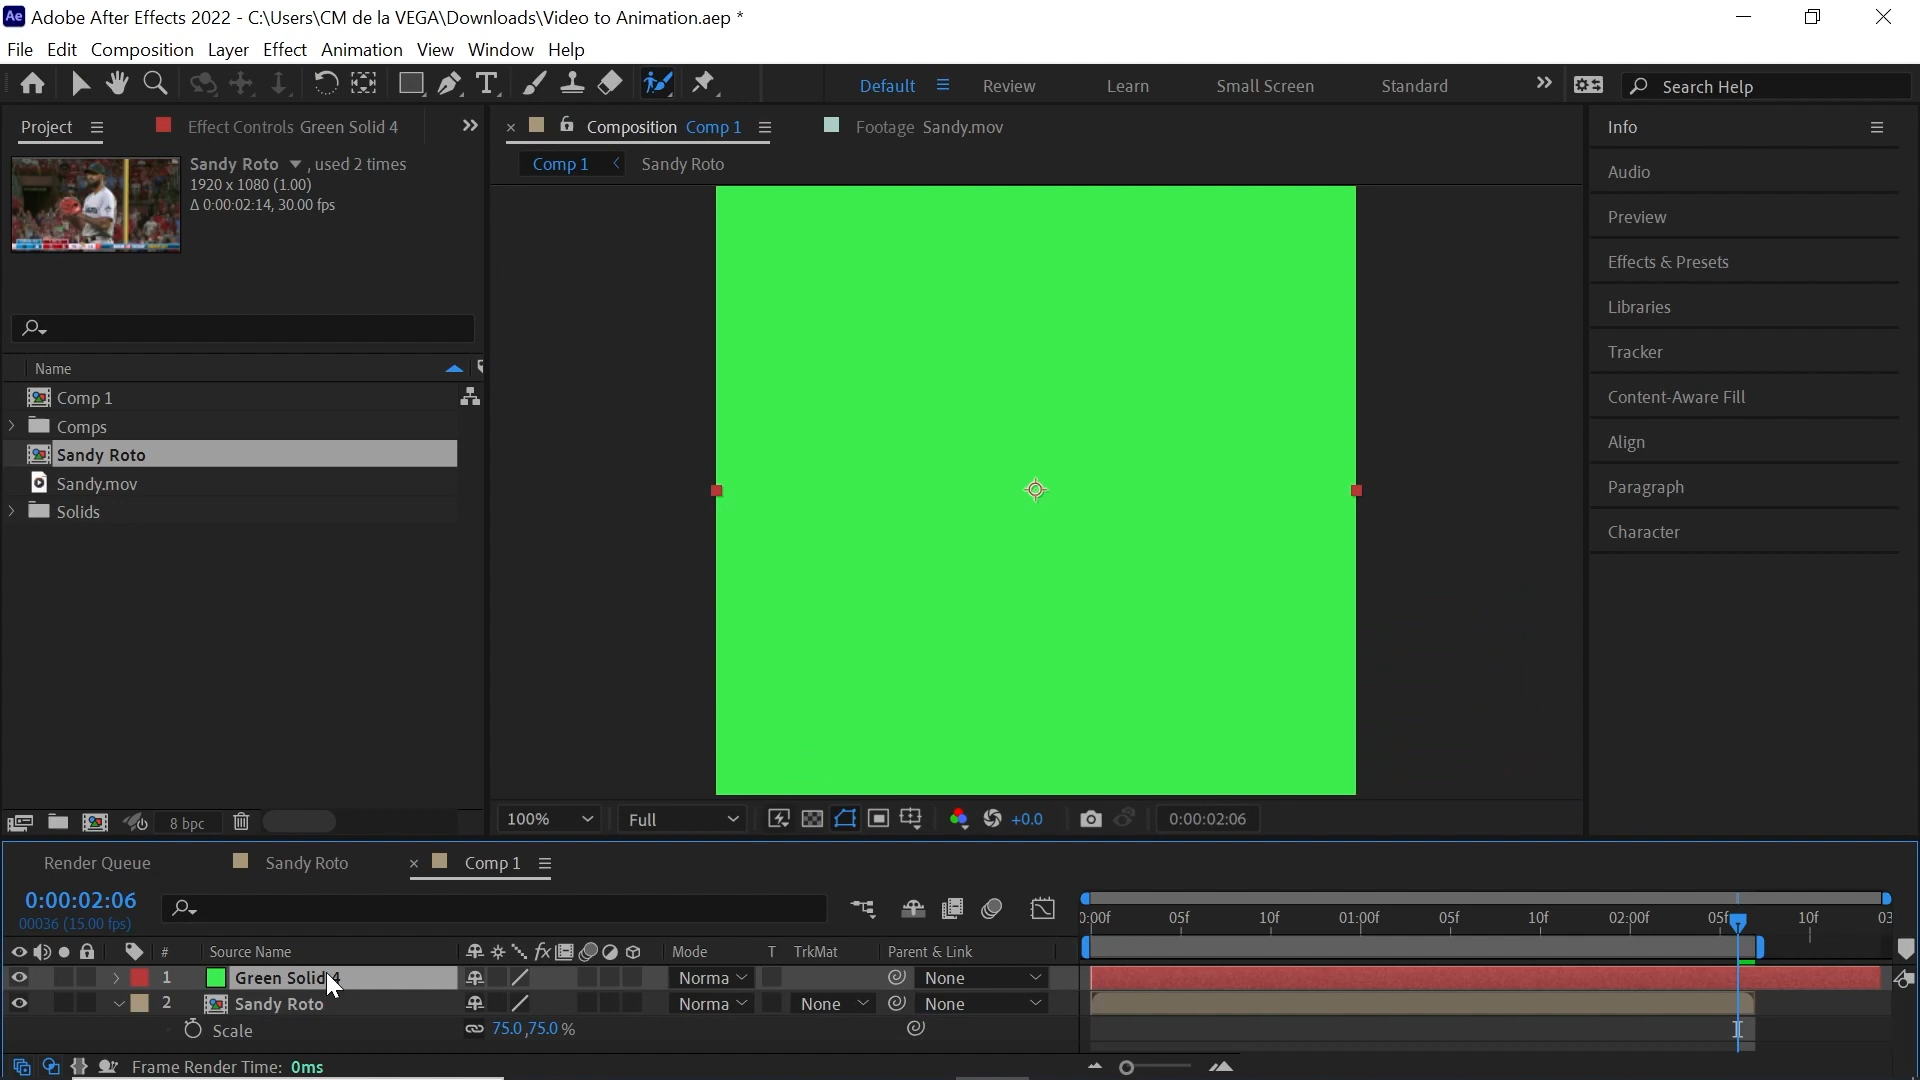 Ae Adobe After Effects 2022 - C:\Users\CM de la VEGA\Downloads\Video to Animation.aep *
File Edit Composition Layer Effect Animation View Window Help
Default Review Learn Small Screen Standard Search Help
Project Effect Controls Green Solid 4 Composition Comp 1 Footage Sandy.mov Info
Sandy Roto , used 2 times
1920 x 1080 (1.00)
Δ 0:00:02:14, 30.00 fps
Comp 1 Sandy Roto
Audio
Preview
Effects & Presets
Libraries
Tracker
Content-Aware Fill
Align
Paragraph
Character
Name
Comp 1
Comps
Sandy Roto
Sandy.mov
Solids
8 bpc 100% Full +0.0 0:00:02:06
Render Queue Sandy Roto Comp 1
0:00:02:06
00036 (15.00 fps)
0:00f 05f 10f 01:00f 05f 10f 02:00f 05f 10f 03
# Source Name fx Mode T TrkMat Parent & Link
1 Green Solid 4 Norma None
2 Sandy Roto Norma None None
Scale 75.0,75.0 %
Frame Render Time: 0ms